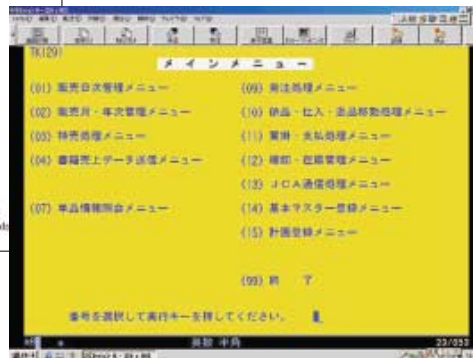 TK(29)
メインメニュー
(01) 販売日次管理メニュー
(09) 発注処理メニュー
(02) 販売月・年次管理メニュー
(10) 納品・仕入・返品移動処理メニュー
(03) 特売処理メニュー
(11) 買掛・支払処理メニュー
(04) 書籍売上データ送信メニュー
(12) 棚卸・在庫管理メニュー
(13) JCA通信処理メニュー
(07) 単品情報照会メニュー
(14) 基本マスター登録メニュー
(15) 計画登録メニュー
(99) 終 了
番号を選択して実行キーを押してください。
英数 半角
23/053